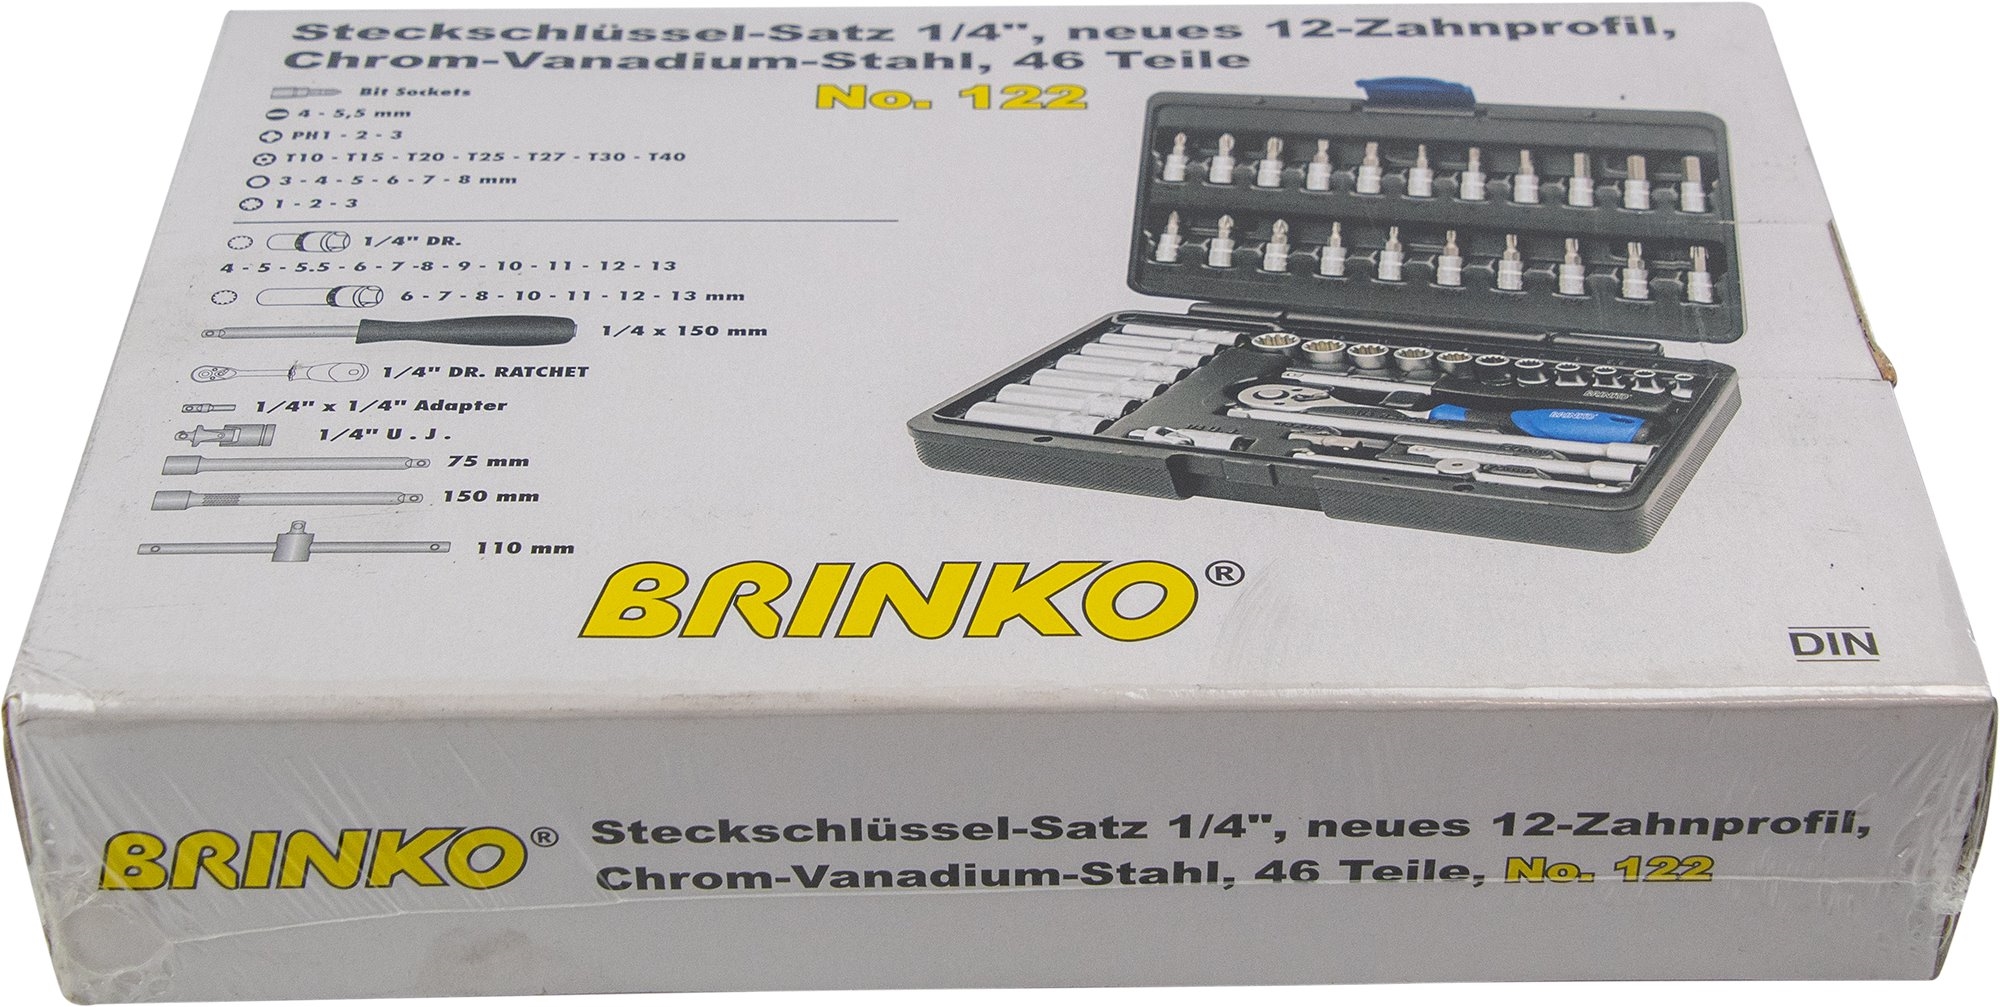 Steckschlüssel-Satz 1/4", neues 12-Zahnprofil,
Chrom-Vanadium-Stahl, 46 Teile
No. 122
Bit Sockets
4 - 5,5 mm
PH1 - 2 - 3
T10 - T15 - T20 - T25 - T27 - T30 - T40
3 - 4 - 5 - 6 - 7 - 8 mm
1 - 2 - 3
1/4" DR.
4 - 5 - 5.5 - 6 - 7 -8 - 9 - 10 - 11 - 12 - 13
6 - 7 - 8 - 10 - 11 - 12 - 13 mm
1/4 x 150 mm
1/4" DR. RATCHET
1/4" x 1/4" Adapter
1/4" U . J .
75 mm
150 mm
110 mm
BRINKO
BRINKO
BRINKO®
DIN
BRINKO® Steckschlüssel-Satz 1/4", neues 12-Zahnprofil,
Chrom-Vanadium-Stahl, 46 Teile, No. 122